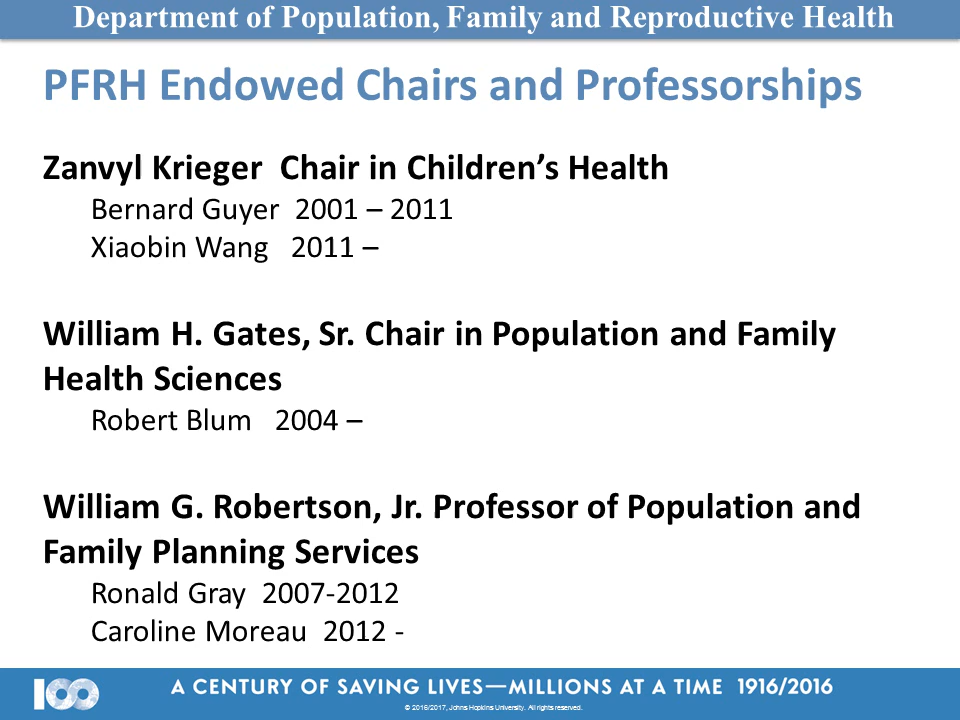 Department of Population, Family and Reproductive Health
PFRH Endowed Chairs and Professorships
Zanvyl Krieger  Chair in Children’s Health
Bernard Guyer  2001 – 2011
Xiaobin Wang   2011 –
William H. Gates, Sr. Chair in Population and Family
Health Sciences
Robert Blum   2004 –
William G. Robertson, Jr. Professor of Population and
Family Planning Services
Ronald Gray  2007-2012
Caroline Moreau  2012 -
100 A CENTURY OF SAVING LIVES—MILLIONS AT A TIME 1916/2016
© 2016/2017, Johns Hopkins University. All rights reserved.